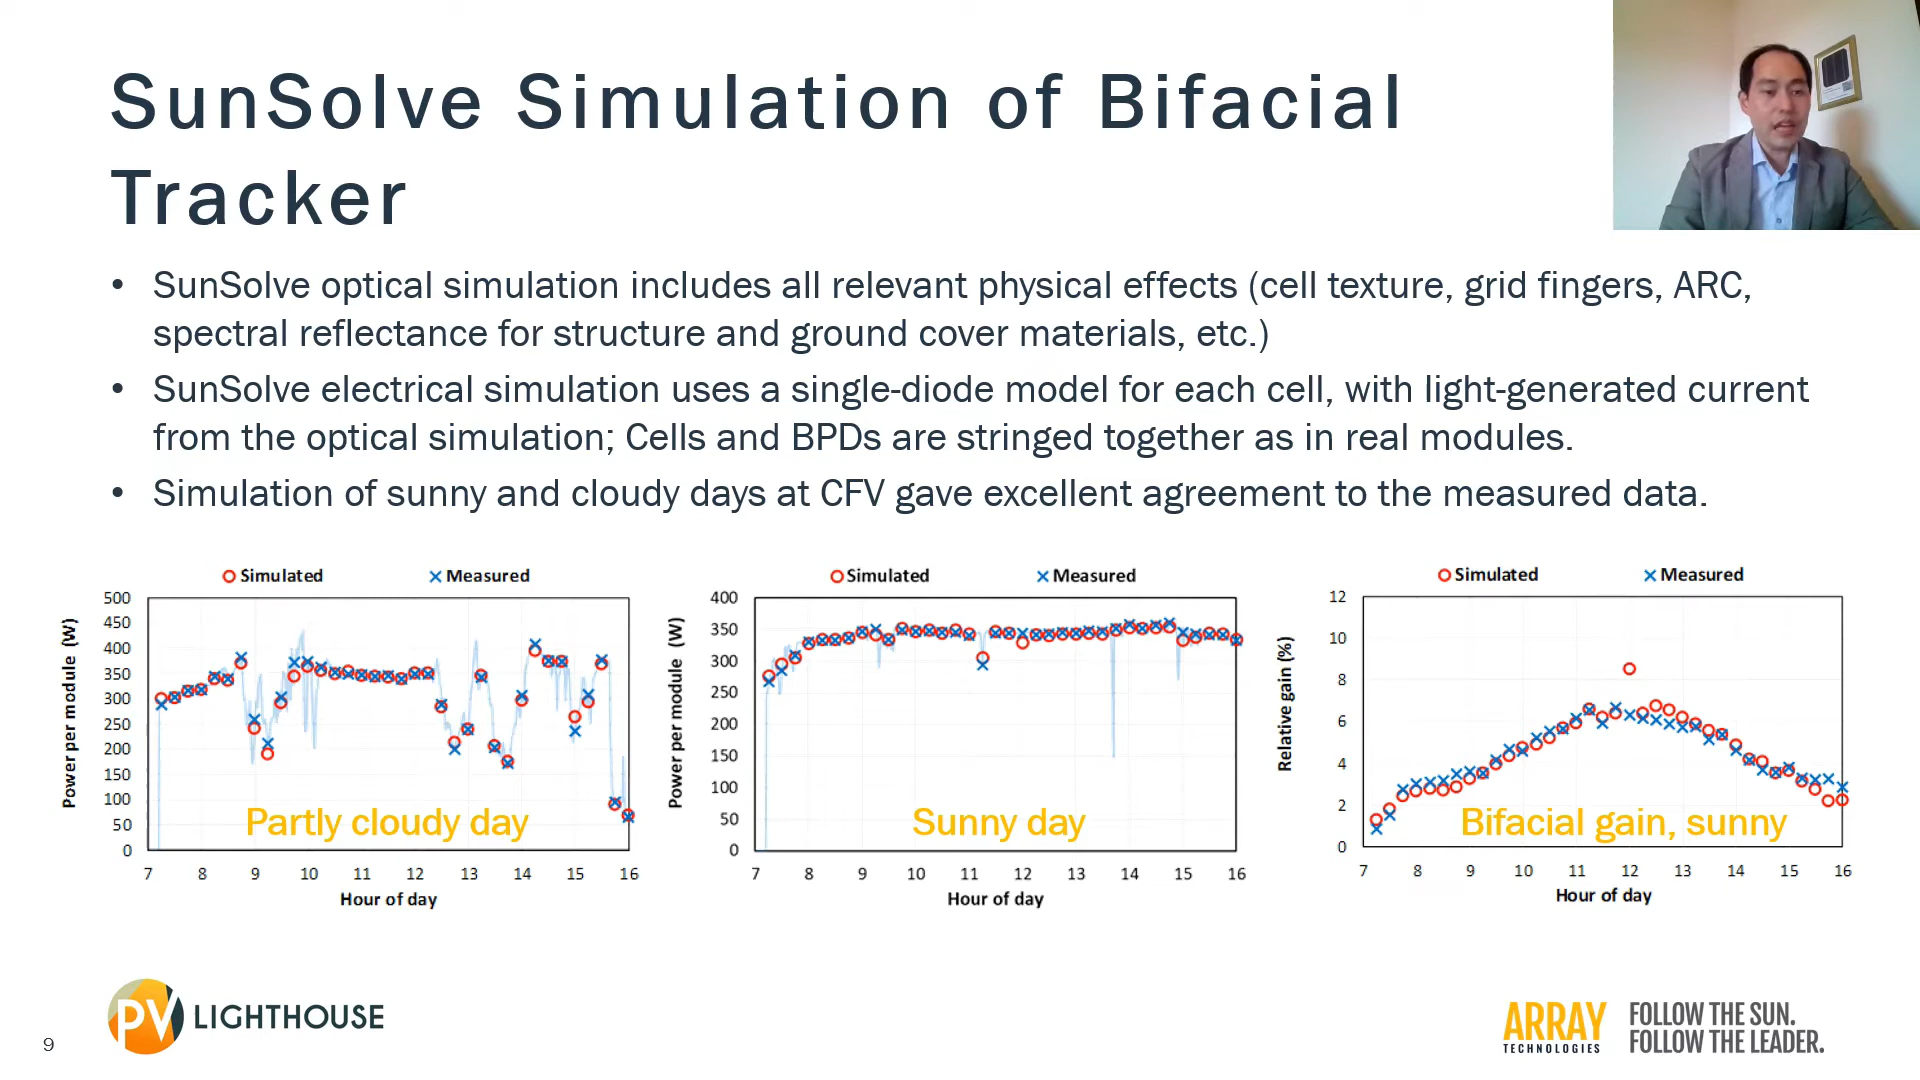 SunSolve Simulation of Bifacial
Tracker
• SunSolve optical simulation includes all relevant physical effects (cell texture, grid fingers, ARC,
spectral reflectance for structure and ground cover materials, etc.)
• SunSolve electrical simulation uses a single-diode model for each cell, with light-generated current
from the optical simulation; Cells and BPDs are stringed together as in real modules.
• Simulation of sunny and cloudy days at CFV gave excellent agreement to the measured data.
Simulated Measured
Power per module (W)
500
450
400
350
300
250
200
150
100
50
0
Partly cloudy day
7 8 9 10 11 12 13 14 15 16
Hour of day
Simulated Measured
Power per module (W)
400
350
300
250
200
150
100
50
0
Sunny day
7 8 9 10 11 12 13 14 15 16
Hour of day
Simulated Measured
Relative gain (%)
12
10
8
6
4
2
0
Bifacial gain, sunny
7 8 9 10 11 12 13 14 15 16
Hour of day
PV LIGHTHOUSE
9
ARRAY
TECHNOLOGIES
FOLLOW THE SUN.
FOLLOW THE LEADER.